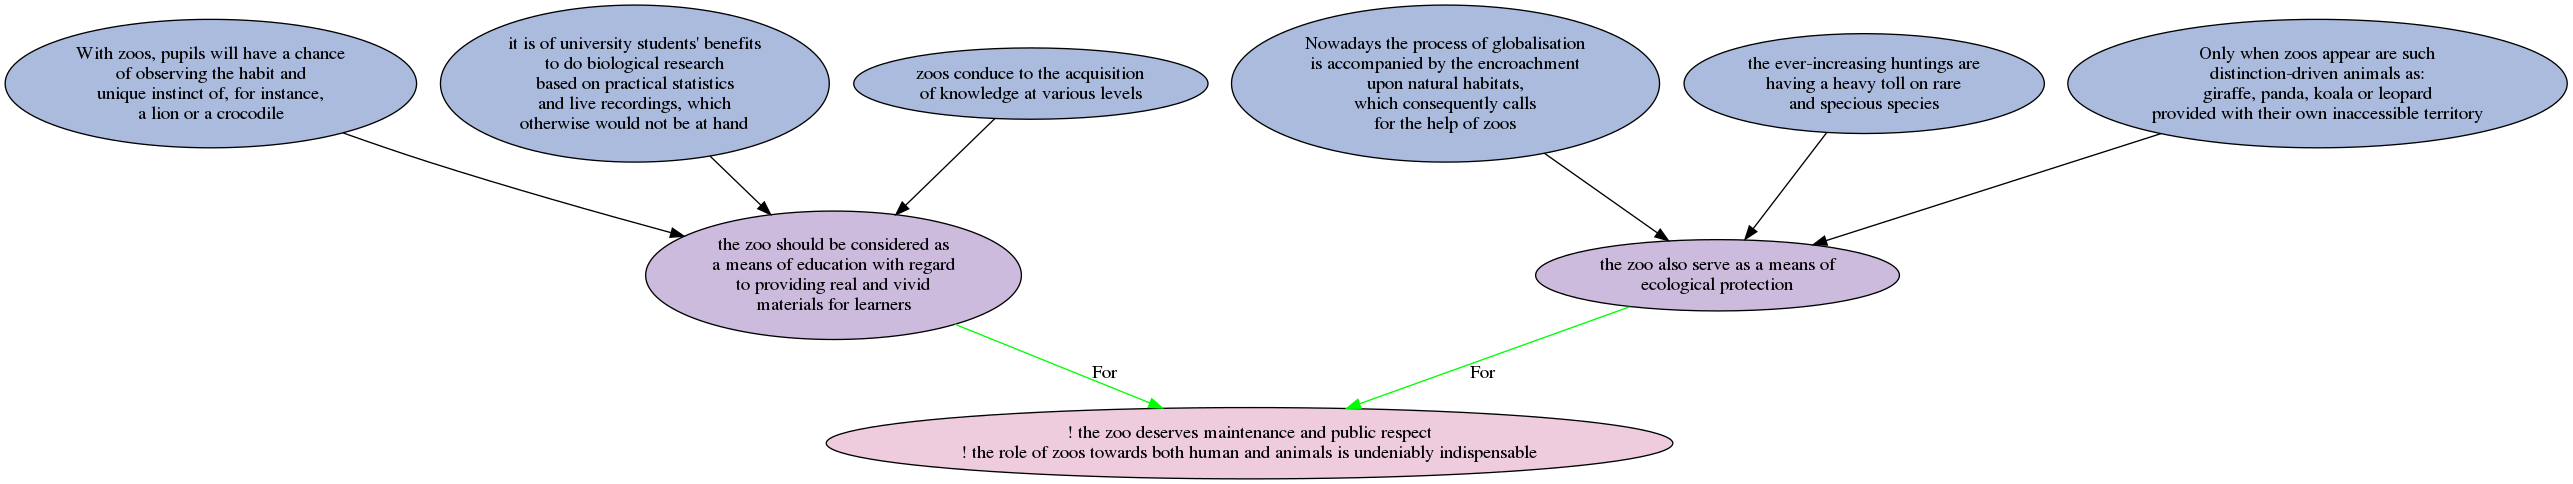 With zoos, pupils will have a chance
of observing the habit and
unique instinct of, for instance,
a lion or a crocodile
it is of university students' benefits
to do biological research
based on practical statistics
and live recordings, which
otherwise would not be at hand
zoos conduce to the acquisition
of knowledge at various levels
Nowadays the process of globalisation
is accompanied by the encroachment
upon natural habitats,
which consequently calls
for the help of zoos
the ever-increasing huntings are
having a heavy toll on rare
and specious species
Only when zoos appear are such
distinction-driven animals as:
giraffe, panda, koala or leopard
provided with their own inaccessible territory
the zoo should be considered as
a means of education with regard
to providing real and vivid
materials for learners
the zoo also serve as a means of
ecological protection
For
For
! the zoo deserves maintenance and public respect
! the role of zoos towards both human and animals is undeniably indispensable